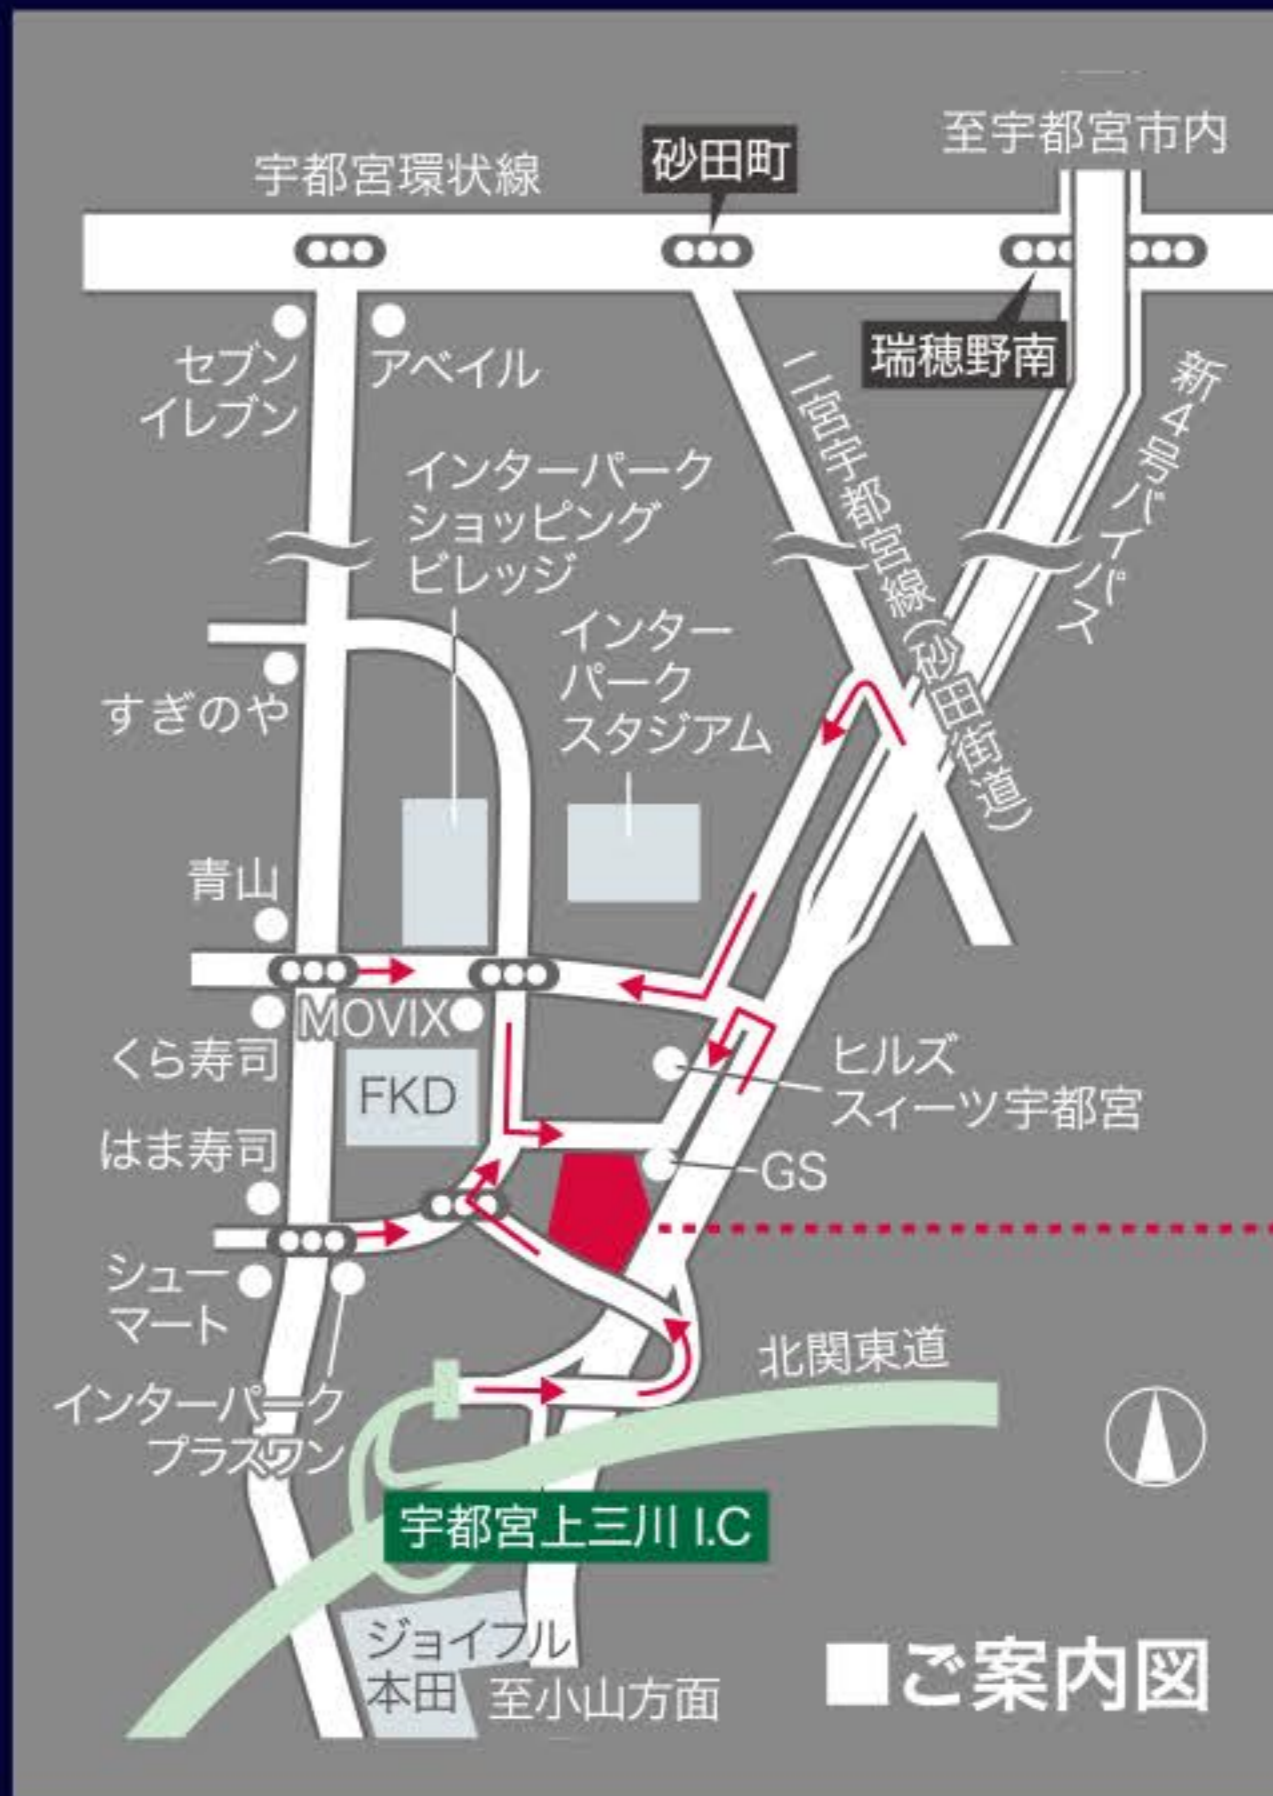 至宇都宮市内
砂田町
宇都宮環状線
瑞穂野南
セブン
イレブン
アベイル
二宮宇都宮線(砂田街道)
新4号バイパス
インターパーク
ショッピング
ビレッジ
インター
パーク
スタジアム
すぎのや
青山
MOVIX
くら寿司
FKD
ヒルズ
スィーツ宇都宮
はま寿司
GS
シュー
マート
北関東道
インターパーク
プラスワン
宇都宮上三川 I.C
ジョイフル
本田
至小山方面
■ご案内図